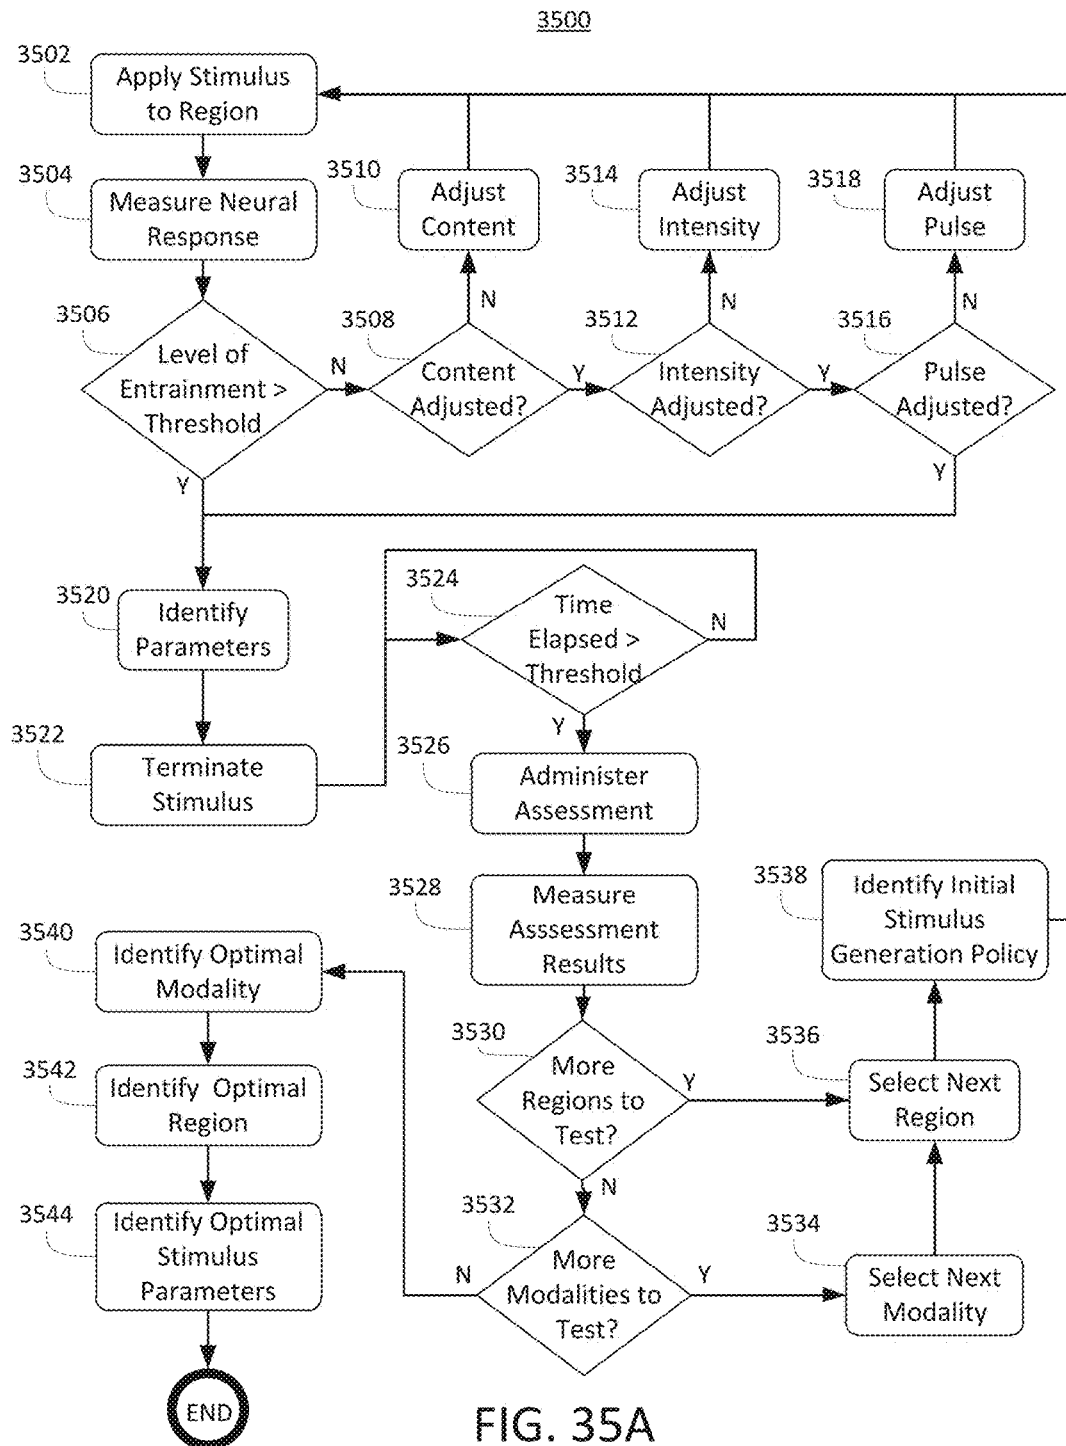 3500
3502
Apply Stimulus
to Region
3504
Measure Neural
Response
3510
Adjust
Content
3514
Adjust
Intensity
3518
Adjust
Pulse
N
N
N
3506
Level of
Entrainment >
Threshold
N
3508
Content
Adjusted?
Y
3512
Intensity
Adjusted?
Y
3516
Pulse
Adjusted?
Y
Y
3520
Identify
Parameters
3522
Terminate
Stimulus
3524
Time
Elapsed >
Threshold
N
Y
3526
Administer
Assessment
3528
Measure
Asssessment
Results
3530
More
Regions to
Test?
Y
N
3532
More
Modalities to
Test?
N
Y
3534
Select Next
Modality
3536
Select Next
Region
3538
Identify Initial
Stimulus
Generation Policy
3540
Identify Optimal
Modality
3542
Identify Optimal
Region
3544
Identify Optimal
Stimulus
Parameters
END
FIG. 35A